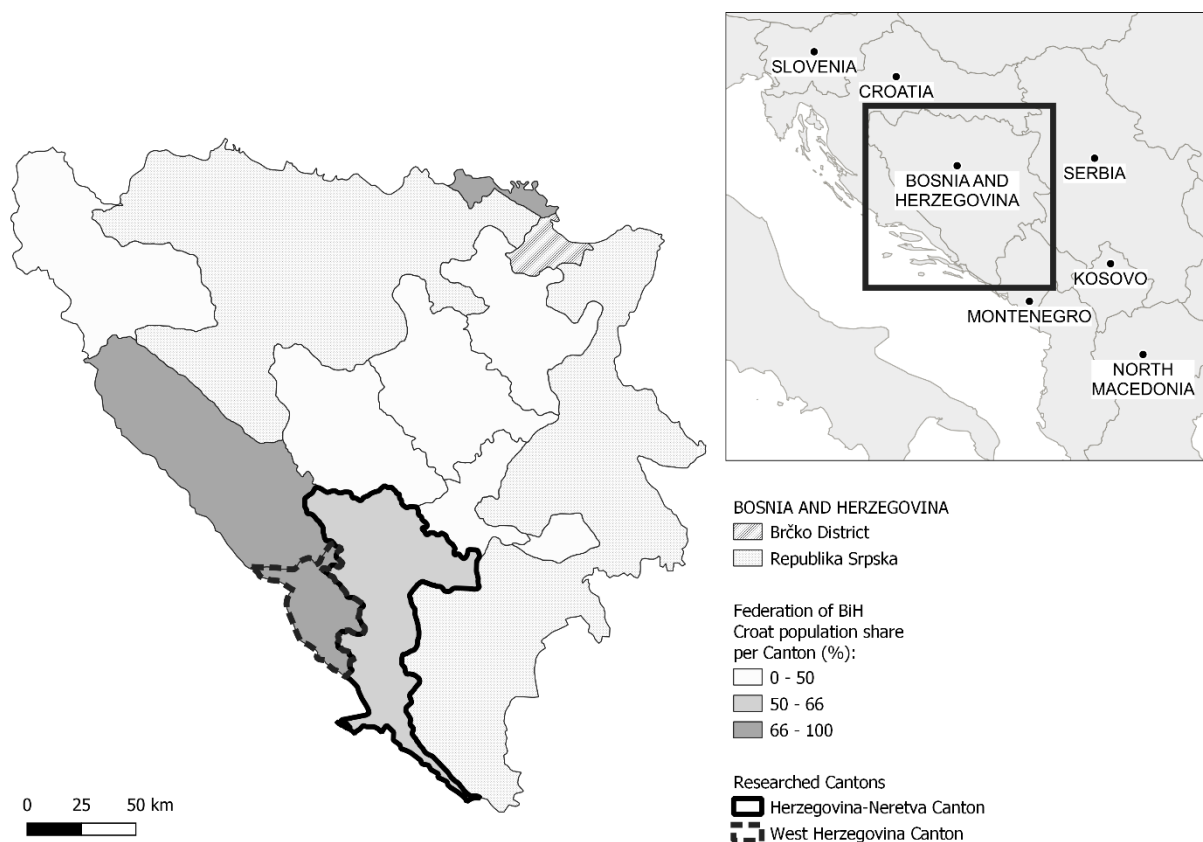 SLOVENIA
CROATIA
BOSNIA AND
HERZEGOVINA
SERBIA
KOSOVO
MONTENEGRO
NORTH
MACEDONIA
BOSNIA AND HERZEGOVINA
Brčko District
Republika Srpska
Federation of BiH
Croat population share
per Canton (%):
0 - 50
50 - 66
66 - 100
Researched Cantons
Herzegovina-Neretva Canton
West Herzegovina Canton
0 25 50 km